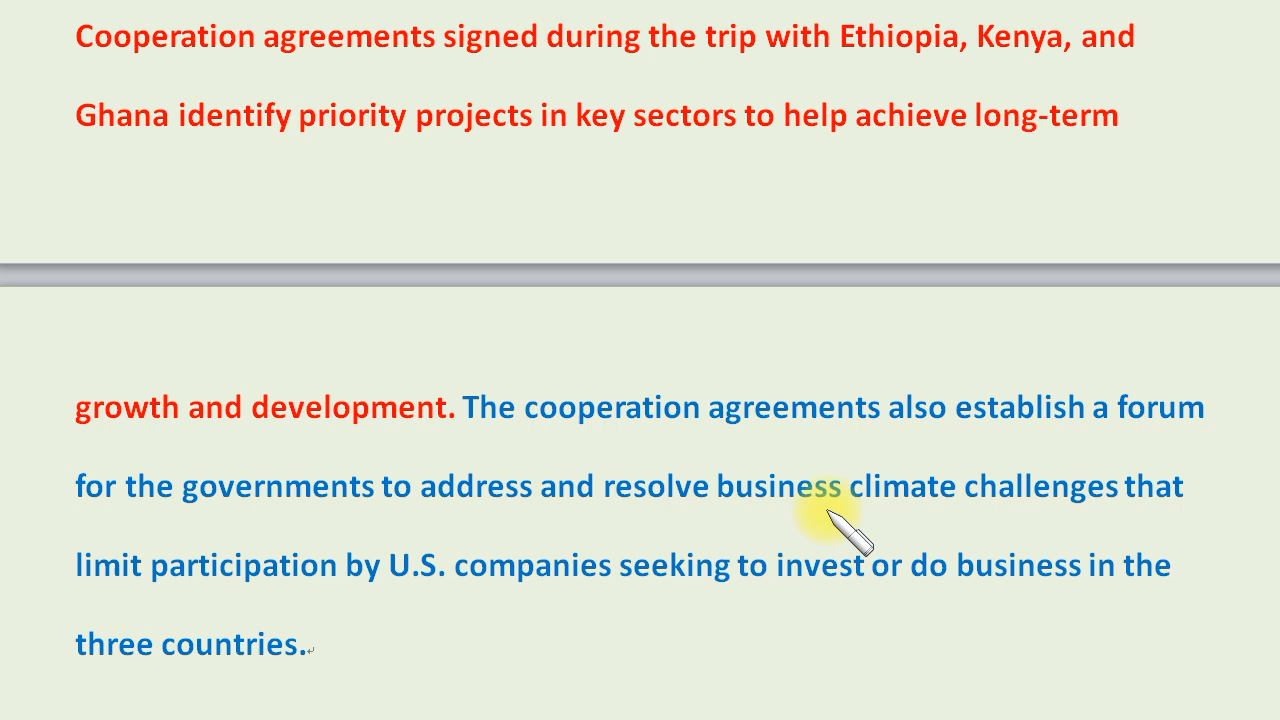 Cooperation agreements signed during the trip with Ethiopia, Kenya, and
Ghana identify priority projects in key sectors to help achieve long-term
growth and development. The cooperation agreements also establish a forum
for the governments to address and resolve business climate challenges that
limit participation by U.S. companies seeking to invest or do business in the
three countries.